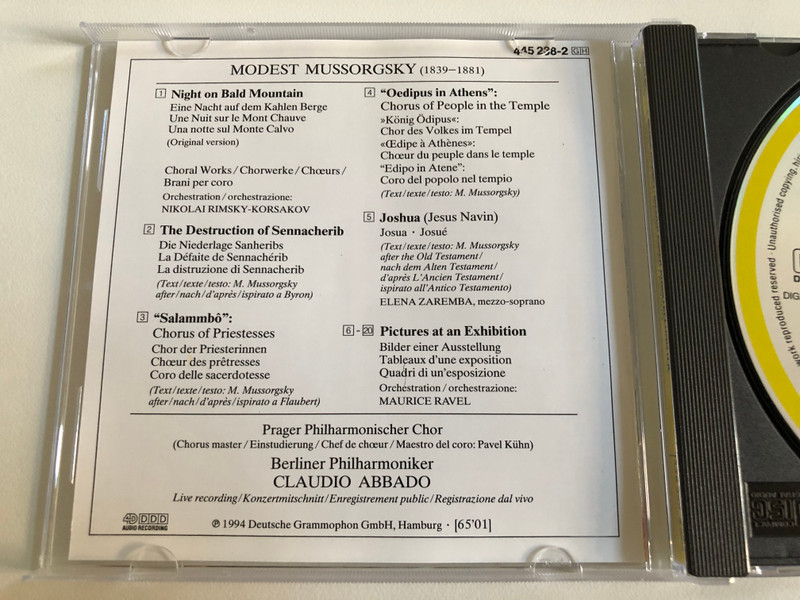 445 238-2 GH
MODEST MUSSORGSKY (1839–1881)
1 Night on Bald Mountain
Eine Nacht auf dem Kahlen Berge
Une Nuit sur le Mont Chauve
Una notte sul Monte Calvo
(Original version)
Choral Works / Chorwerke / Chœurs /
Brani per coro
Orchestration / orchestrazione:
NIKOLAI RIMSKY-KORSAKOV
2 The Destruction of Sennacherib
Die Niederlage Sanheribs
La Défaite de Sennachérib
La distruzione di Sennacherib
(Text/texte/testo: M. Mussorgsky
after/nach/d'après/ispirato a Byron)
3 “Salammbô”:
Chorus of Priestesses
Chor der Priesterinnen
Chœur des prêtresses
Coro delle sacerdotesse
(Text/texte/testo: M. Mussorgsky
after/nach/d'après/ispirato a Flaubert)
4 “Oedipus in Athens”:
Chorus of People in the Temple
»König Ödipus«:
Chor des Volkes im Tempel
«Œdipe à Athènes»:
Chœur du peuple dans le temple
“Edipo in Atene”:
Coro del popolo nel tempio
(Text/texte/testo: M. Mussorgsky)
5 Joshua (Jesus Navin)
Josua · Josué
(Text/texte/testo: M. Mussorgsky
after the Old Testament/
nach dem Alten Testament/
d'après L'Ancien Testament/
ispirato all'Antico Testamento)
ELENA ZAREMBA, mezzo-soprano
6 - 20 Pictures at an Exhibition
Bilder einer Ausstellung
Tableaux d'une exposition
Quadri di un'esposizione
Orchestration / orchestrazione:
MAURICE RAVEL
Prager Philharmonischer Chor
(Chorus master / Einstudierung / Chef de chœur / Maestro del coro: Pavel Kühn)
Berliner Philharmoniker
CLAUDIO ABBADO
Live recording/Konzertmitschnitt/Enregistrement public/Registrazione dal vivo
4D DDD
AUDIO RECORDING
℗ 1994 Deutsche Grammophon GmbH, Hamburg · [65'01]
work reproduced reserved · Unauthorised copying, hir
DIG